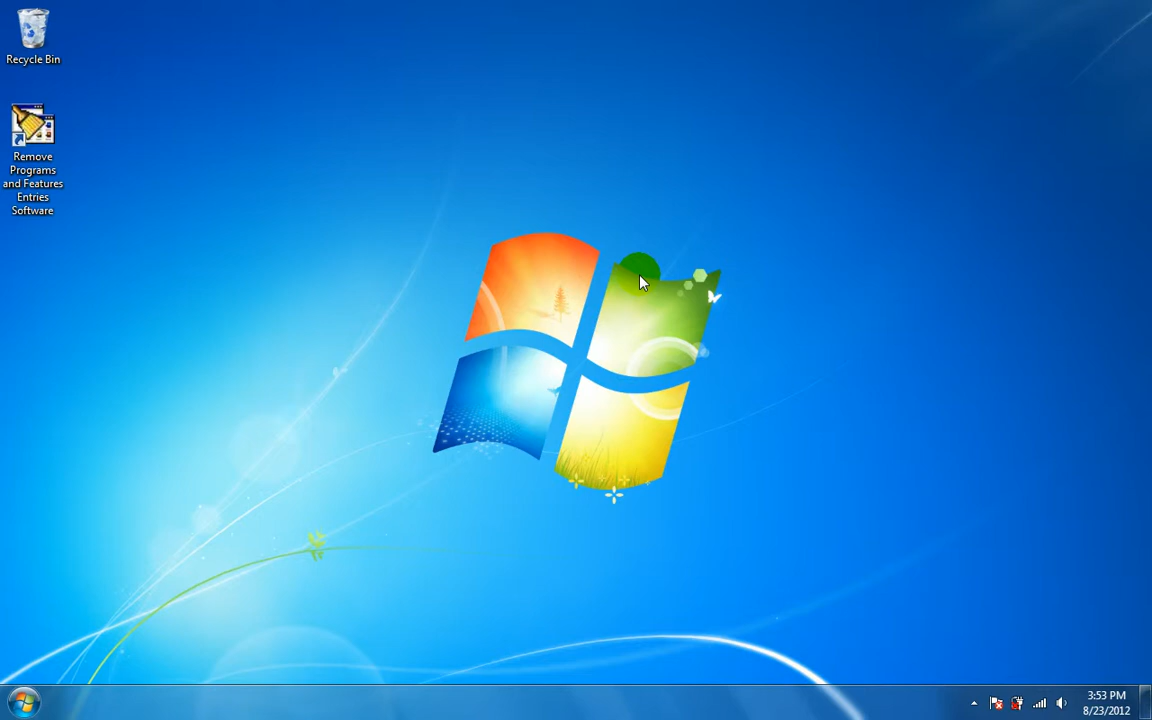 Recycle Bin
Remove
Programs
and Features
Entries
Software
3:53 PM
8/23/2012